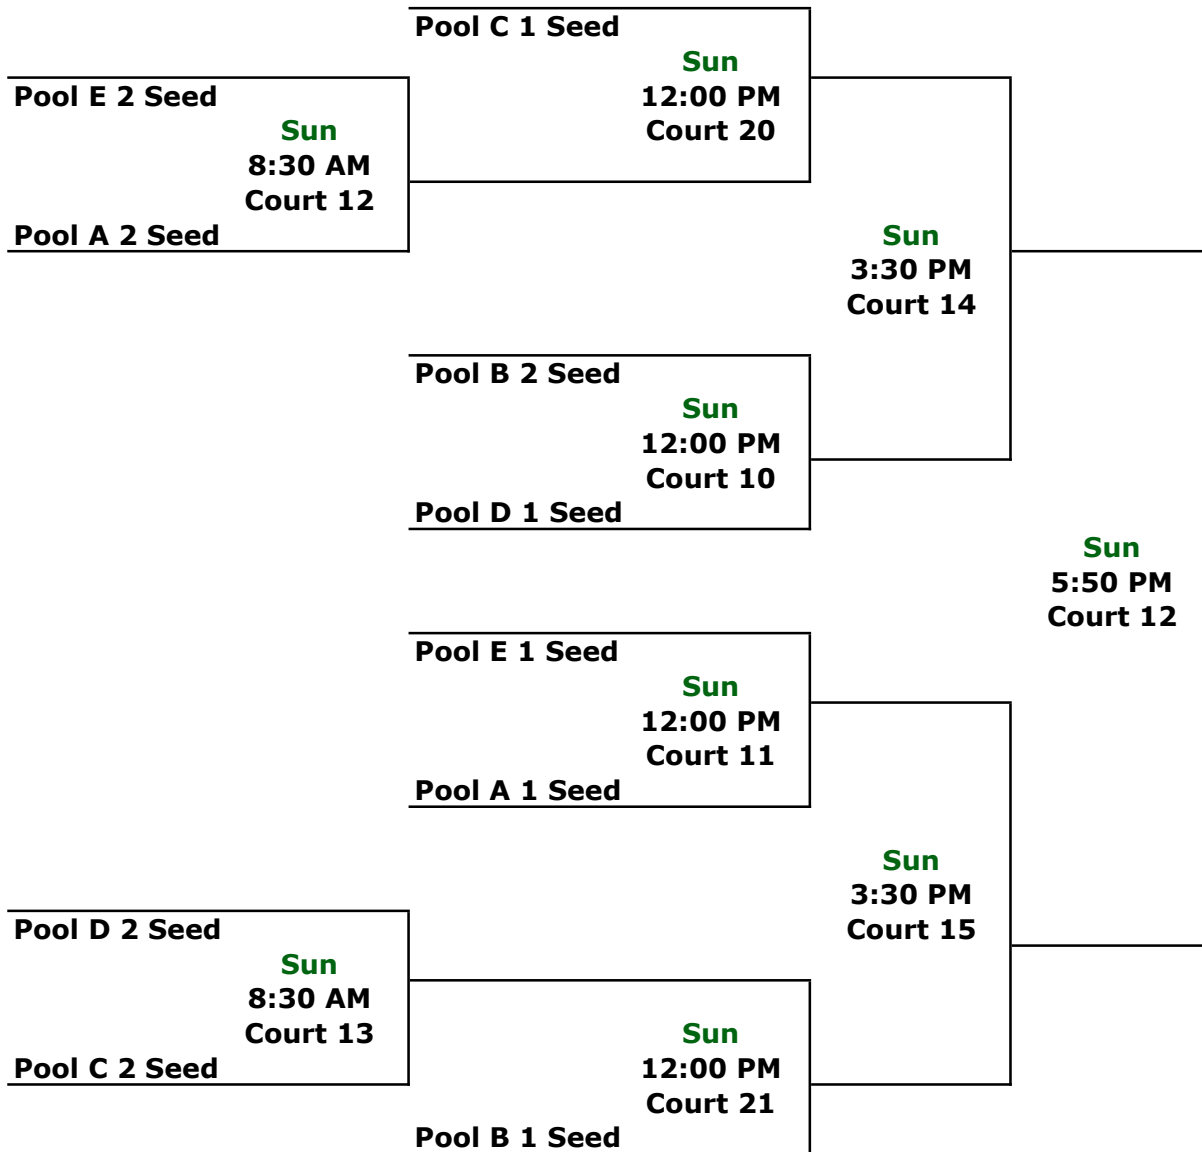 Pool C 1 Seed
Sun
12:00 PM
Court 20
Pool E 2 Seed
Sun
8:30 AM
Court 12
Pool A 2 Seed
Sun
3:30 PM
Court 14
Pool B 2 Seed
Sun
12:00 PM
Court 10
Pool D 1 Seed
Sun
5:50 PM
Court 12
Pool E 1 Seed
Sun
12:00 PM
Court 11
Pool A 1 Seed
Sun
3:30 PM
Court 15
Pool D 2 Seed
Sun
8:30 AM
Court 13
Pool C 2 Seed
Sun
12:00 PM
Court 21
Pool B 1 Seed